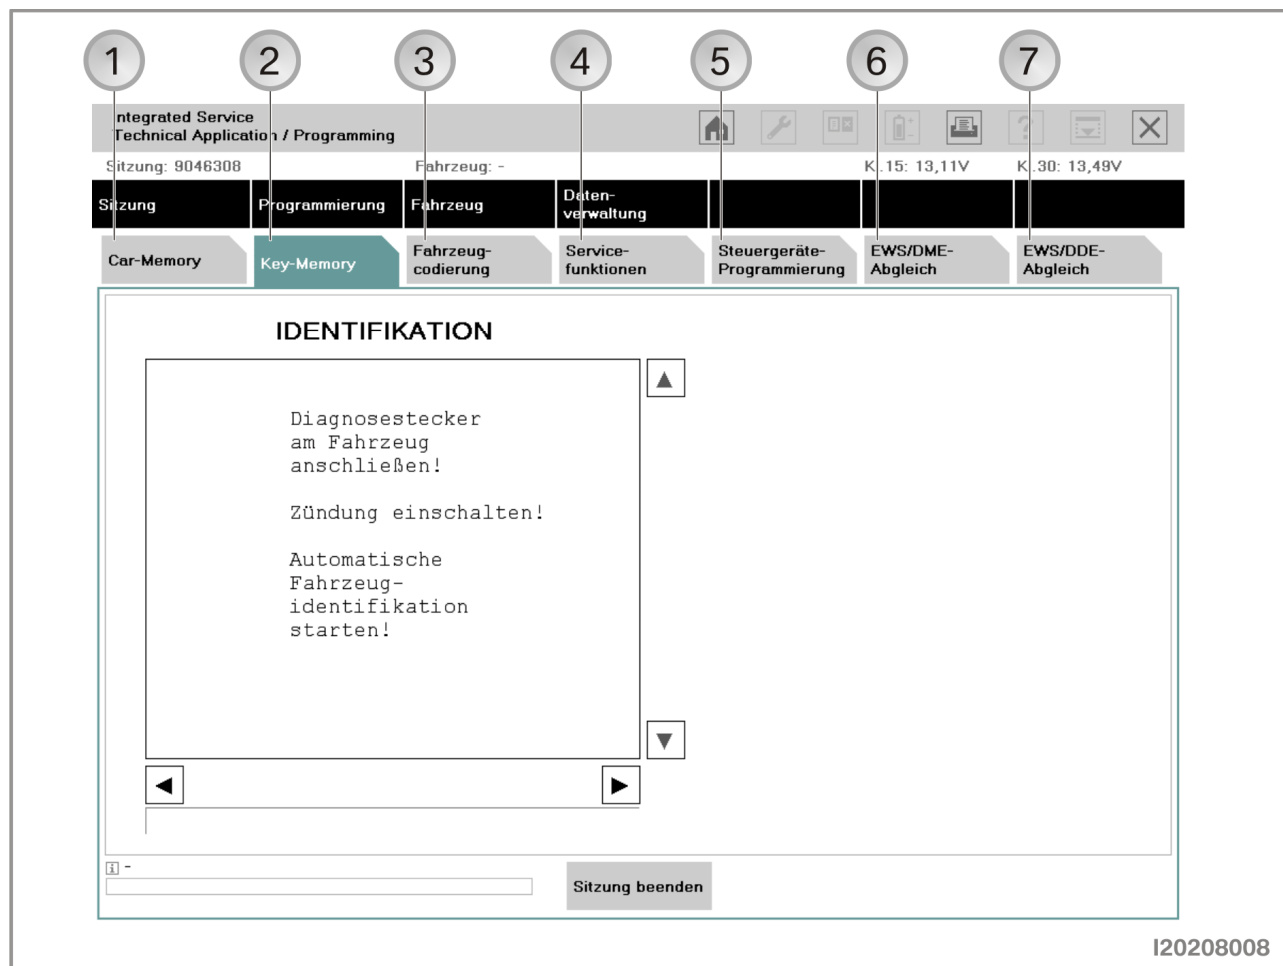 1 2 3 4 5 6 7
ntegrated Service
Technical Application / Programming
Sitzung: 9046308 Fahrzeug: - Kl.15: 13,11V Kl.30: 13,49V
Sitzung Programmierung Fahrzeug Daten-
verwaltung
Car-Memory Key-Memory Fahrzeug-
codierung Service-
funktionen Steuergeräte-
Programmierung EWS/DME-
Abgleich EWS/DDE-
Abgleich
IDENTIFIKATION
Diagnosestecker
am Fahrzeug
anschließen!
Zündung einschalten!
Automatische
Fahrzeug-
identifikation
starten!
i -
Sitzung beenden
I20208008